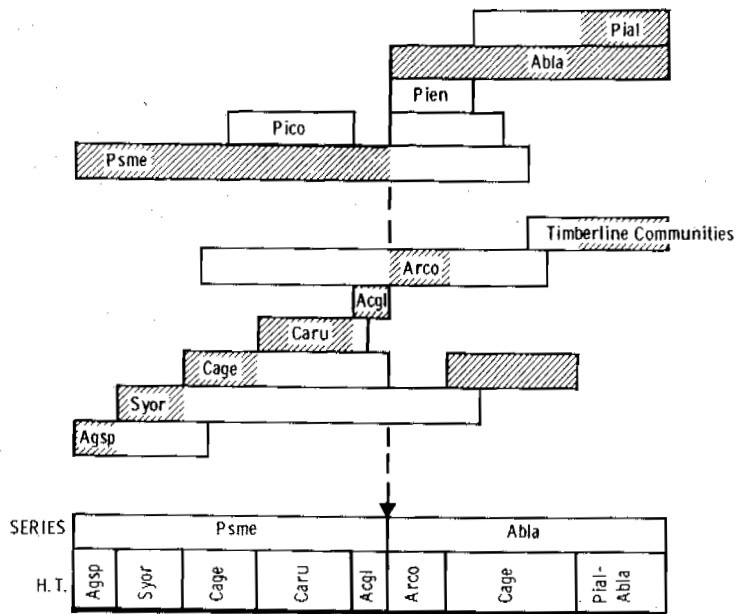 Pial
Abla
Pien
Pico
Psme
Timberline Communities
Arco
Acgl
Caru
Cage
Syor
Agsp
SERIES Psme Abla
H.T. Agsp Syor Cage Caru Acgl Arco Cage Pial-Abla